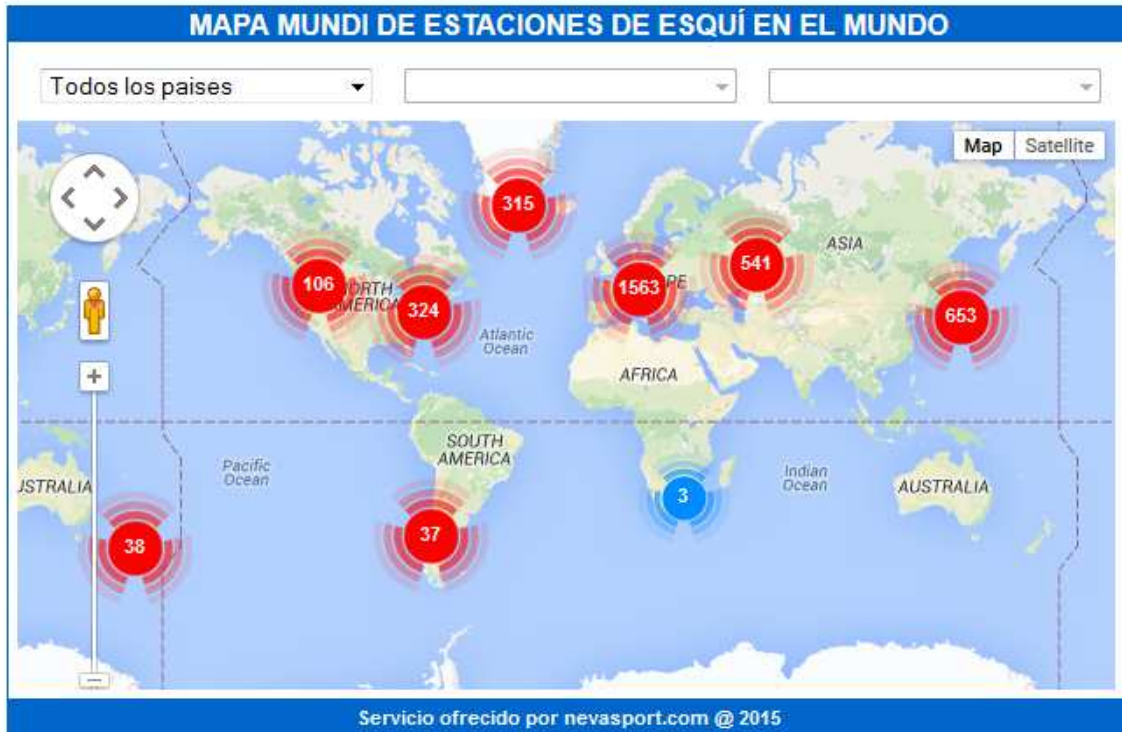 MAPA MUNDI DE ESTACIONES DE ESQUÍ EN EL MUNDO
Todos los paises
Map Satellite
315
ASIA
541
106
NORTH
AMERICA
324
1563
653
Atlantic
Ocean
AFRICA
SOUTH
AMERICA
Pacific
Ocean
Indian
Ocean
USTRALIA
AUSTRALIA
3
38
37
Servicio ofrecido por nevasport.com @ 2015